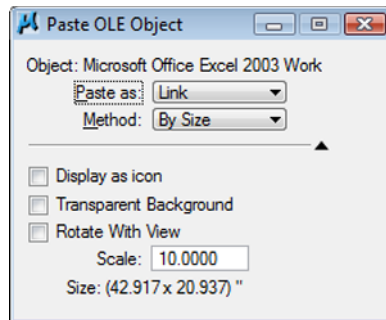 Paste OLE Object
Object: Microsoft Office Excel 2003 Work
Paste as: Link
Method: By Size
Display as icon
Transparent Background
Rotate With View
Scale: 10.0000
Size: (42.917 x 20.937) "